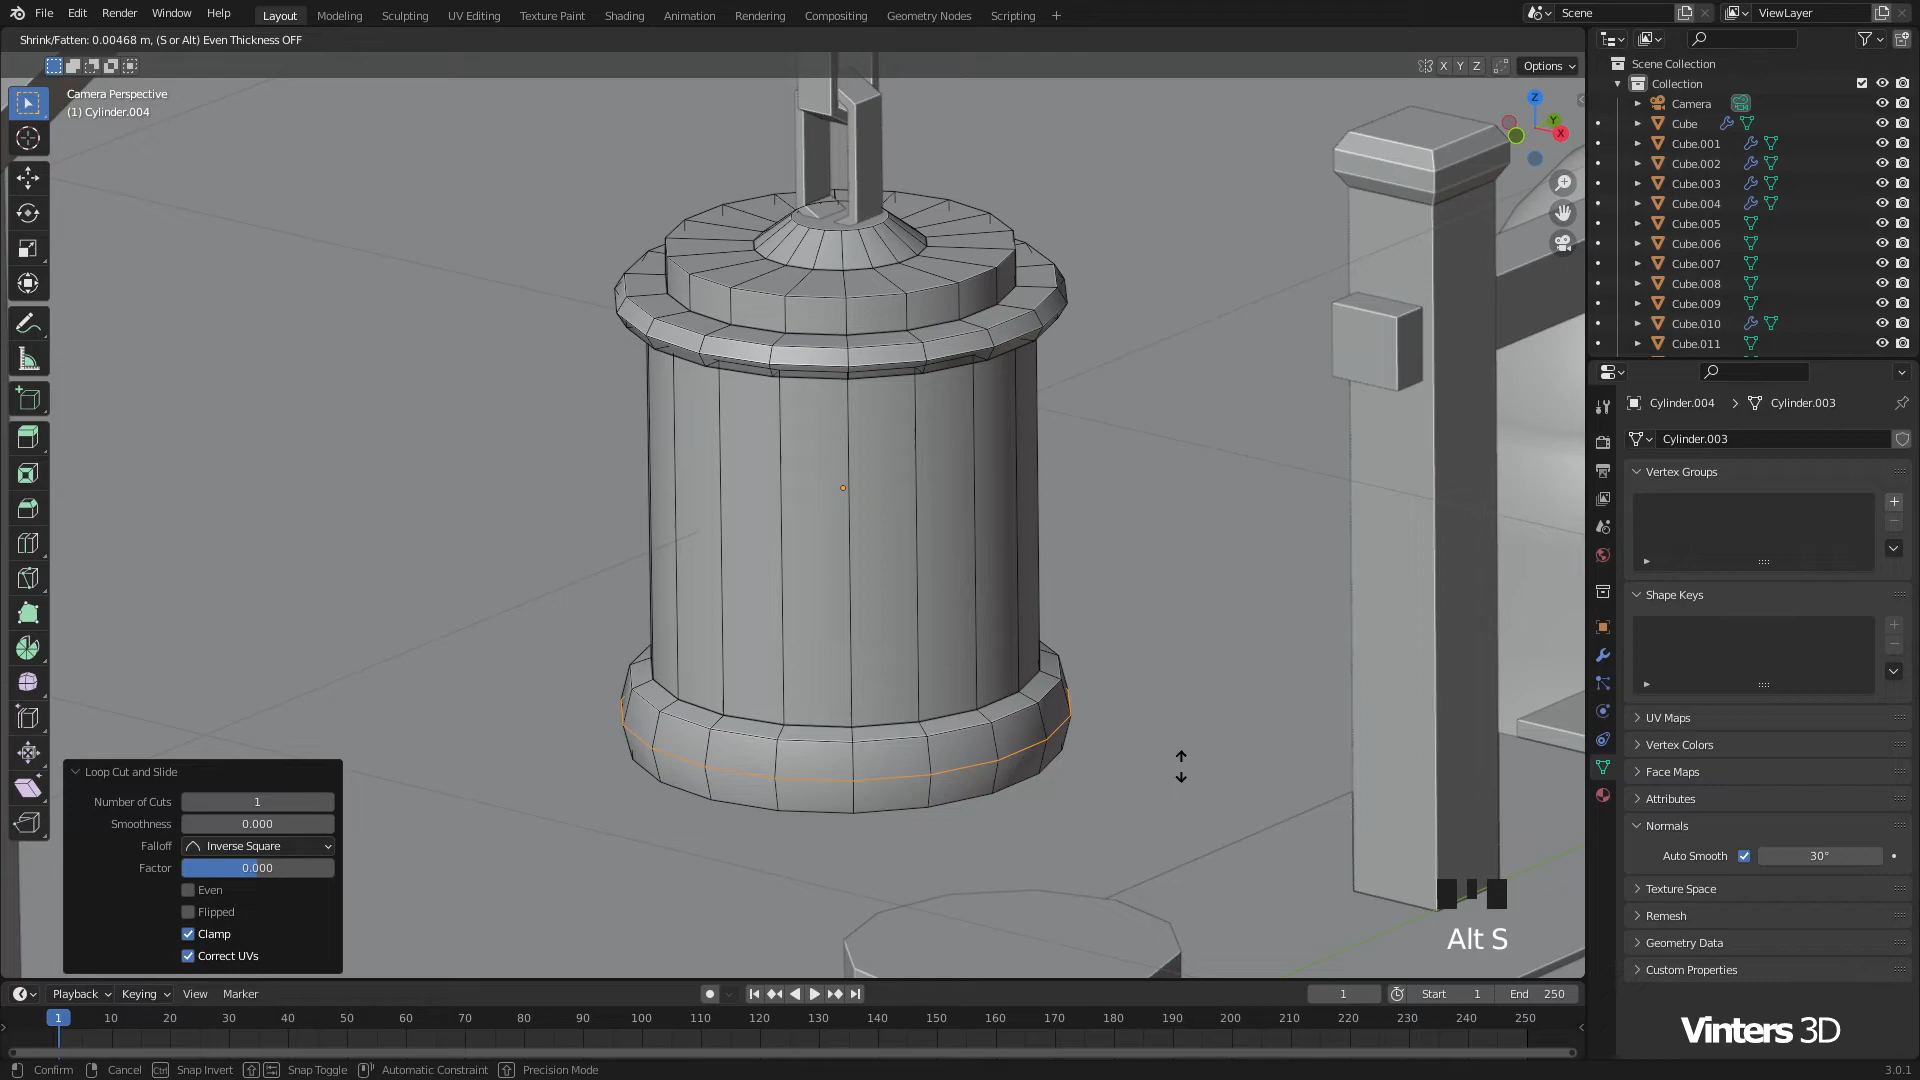 File Edit Render Window Help
Layout Modeling Sculpting UV Editing Texture Paint Shading Animation Rendering Compositing Geometry Nodes Scripting +
Scene
ViewLayer
Shrink/Fatten: 0.00468 m, (S or Alt) Even Thickness OFF
X Y Z
Options
Camera Perspective
(1) Cylinder.004
Z
Y
X
Scene Collection
Collection
Camera
Cube
Cube.001
Cube.002
Cube.003
Cube.004
Cube.005
Cube.006
Cube.007
Cube.008
Cube.009
Cube.010
Cube.011
Cylinder.004 > Cylinder.003
Cylinder.003
Vertex Groups
Shape Keys
UV Maps
Vertex Colors
Face Maps
Attributes
Normals
Auto Smooth 30°
Texture Space
Remesh
Geometry Data
Custom Properties
Loop Cut and Slide
Number of Cuts 1
Smoothness 0.000
Falloff Inverse Square
Factor 0.000
Even
Flipped
Clamp
Correct UVs
Alt S
Playback Keying View Marker
1
Start 1
End 250
1 10 20 30 40 50 60 70 80 90 100 110 120 130 140 150 160 170 180 190 200 210 220 230 240 250
Vinters 3D
Confirm Cancel Ctrl Snap Invert Snap Toggle Automatic Constraint Precision Mode
3.0.1